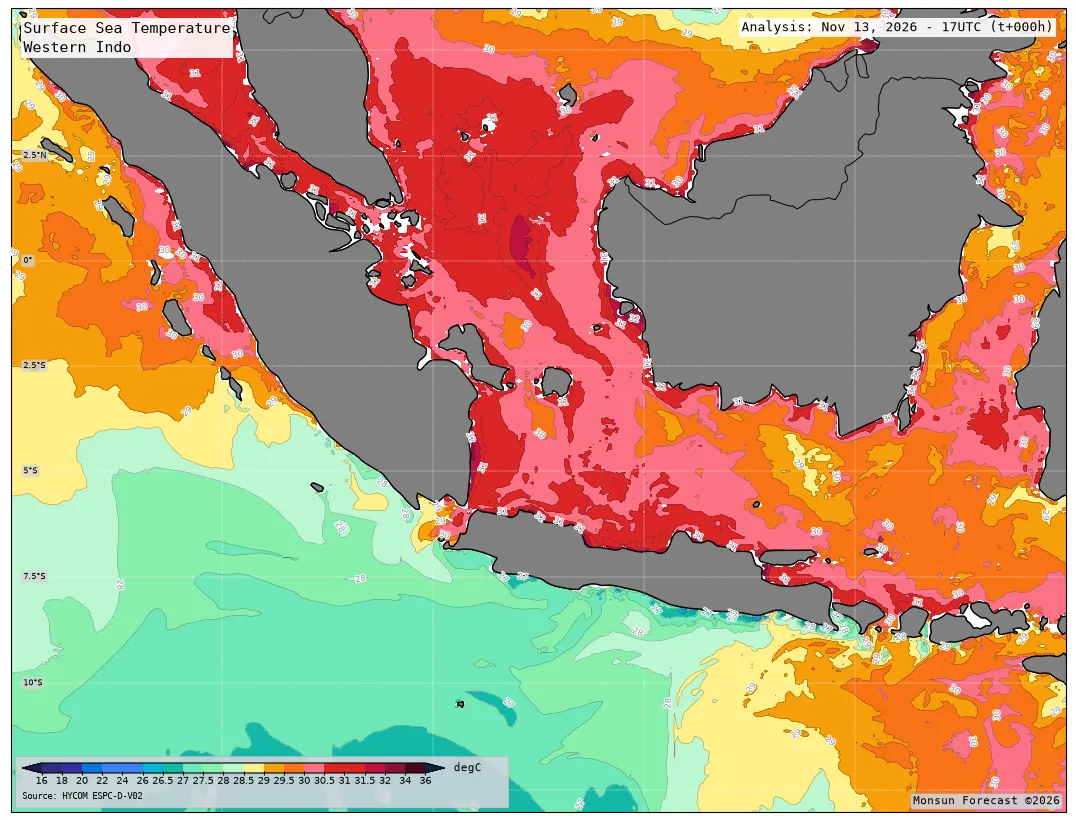 Surface Sea Temperature
Western Indo
Analysis: Nov 13, 2026 - 17UTC (t+000h)
2.5°N
0°
2.5°S
5°S
7.5°S
10°S
degC
16 18 20 22 24 26 26.5 27 27.5 28 28.5 29 29.5 30 30.5 31 31.5 32 33 34 36
Source: HYCOM ESPC-D-V02
Monsun Forecast ©2026